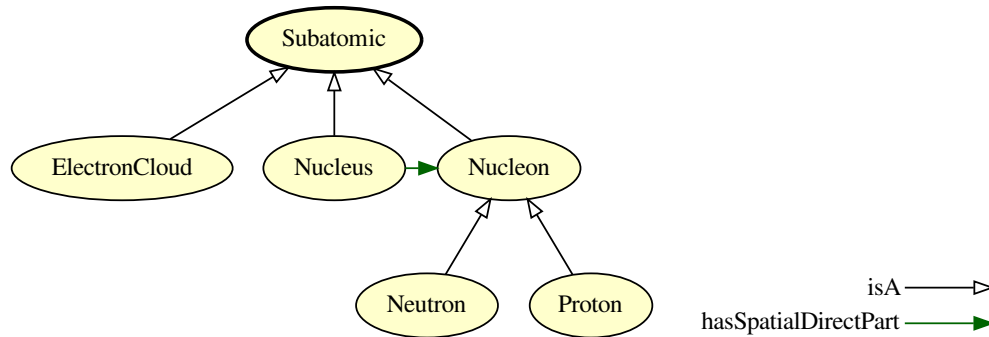 Subatomic
ElectronCloud
Nucleus
Nucleon
Neutron
Proton
isA
hasSpatialDirectPart